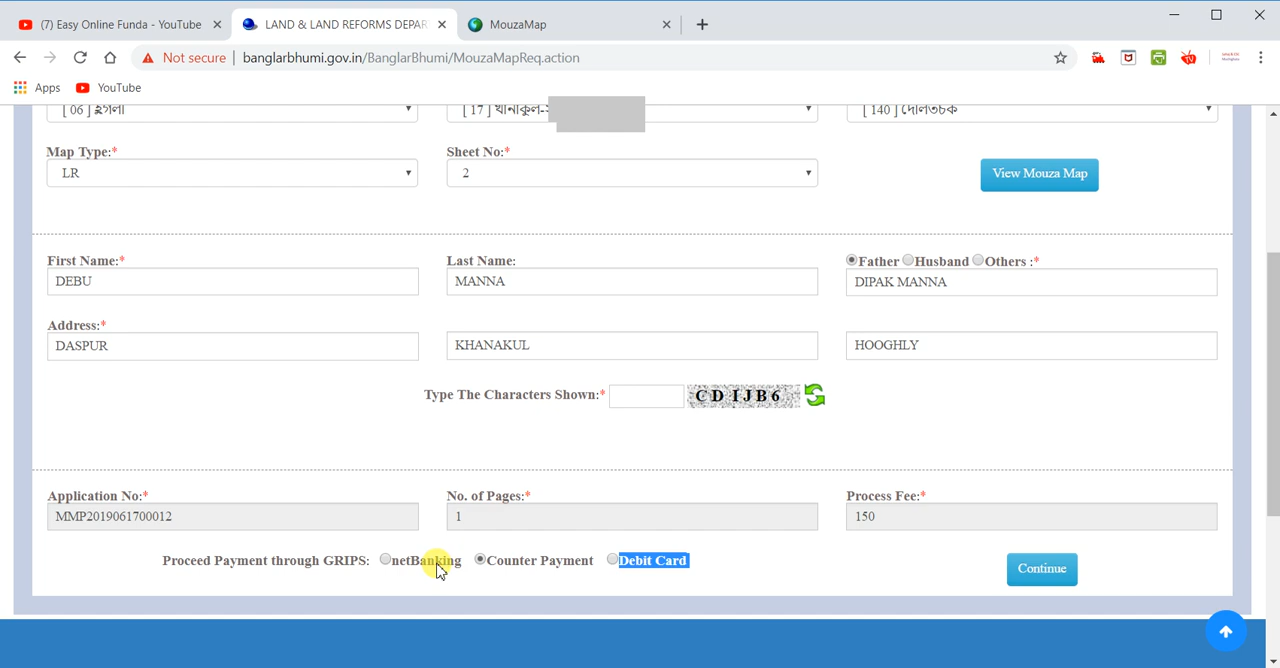 (7) Easy Online Funda - YouTube
LAND & LAND REFORMS DEPAR
MouzaMap
Not secure
banglarbhumi.gov.in/BanglarBhumi/MouzaMapReq.action
Apps
YouTube
[ 06 ] হুগলী
[ 17 ] খানাকুল-
[ 140 ] দৌলতচক
Map Type:*
Sheet No:*
LR
2
View Mouza Map
First Name:*
Last Name:
Father Husband Others :*
DEBU
MANNA
DIPAK MANNA
Address:*
DASPUR
KHANAKUL
HOOGHLY
Type The Characters Shown:*
CDIJB6
Application No:*
No. of Pages:*
Process Fee:*
MMP2019061700012
1
150
Proceed Payment through GRIPS: netBanking Counter Payment Debit Card
Continue